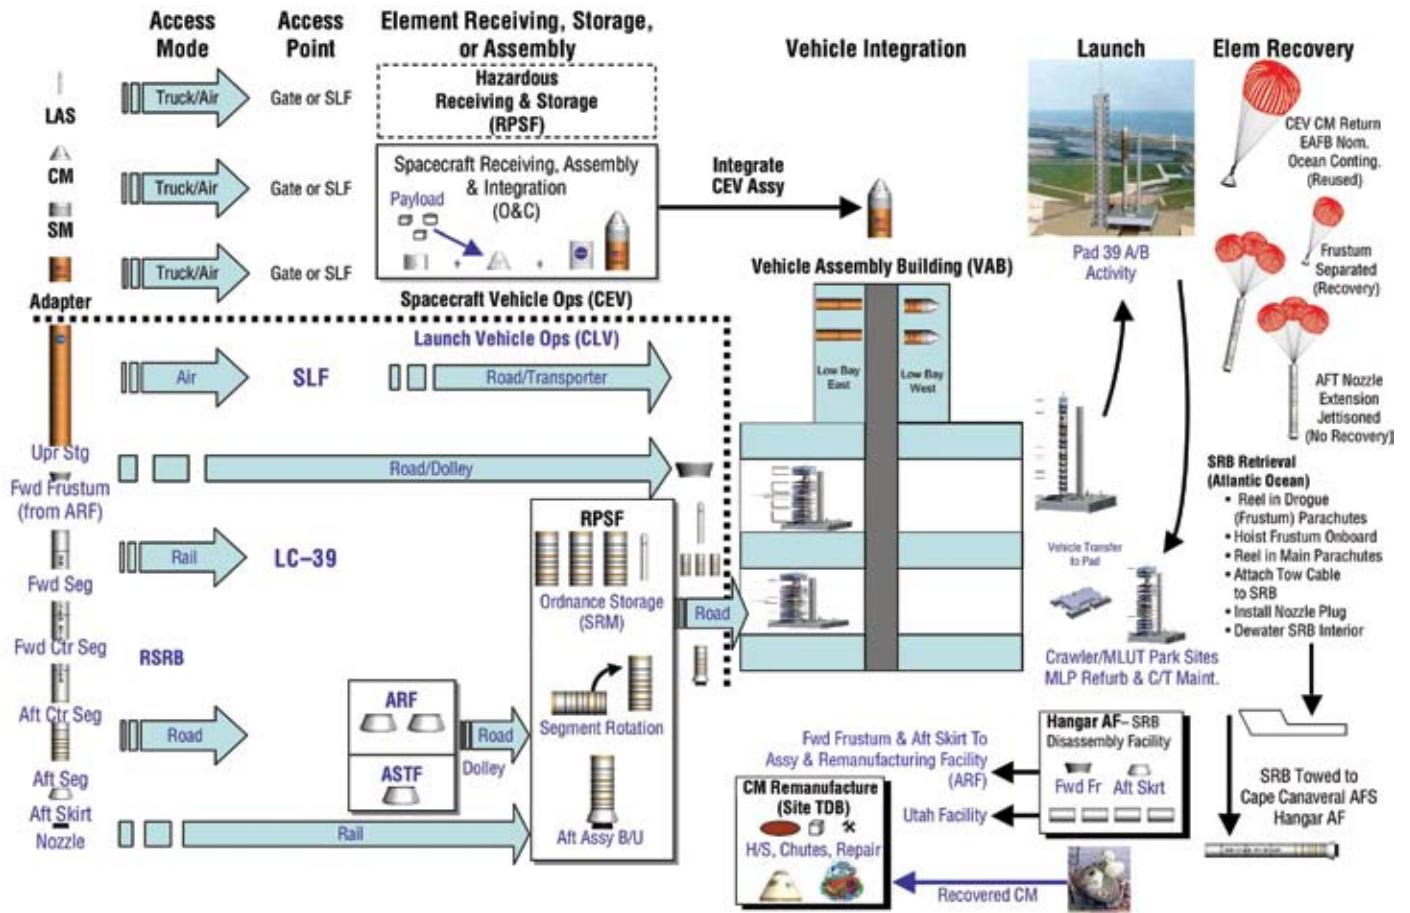 Access
Mode
Access
Point
Element Receiving, Storage,
or Assembly
Vehicle Integration
Launch
Elem Recovery
LAS
Truck/Air
Gate or SLF
Hazardous
Receiving & Storage
(RPSF)
CM
SM
Truck/Air
Gate or SLF
Spacecraft Receiving, Assembly
& Integration
(O&C)
Payload
+
+
Integrate
CEV Assy
Adapter
Truck/Air
Gate or SLF
Spacecraft Vehicle Ops (CEV)
Launch Vehicle Ops (CLV)
Upr Stg
Air
SLF
Road/Transporter
Fwd Frustum
(from ARF)
Road/Dolley
Fwd Seg
Rail
LC–39
Fwd Ctr Seg
RSRB
Aft Ctr Seg
Road
Aft Seg
Aft Skirt
Nozzle
Rail
ARF
ASTF
Road
Dolley
RPSF
Ordnance Storage
(SRM)
Segment Rotation
Aft Assy B/U
Road
Vehicle Assembly Building (VAB)
Low Bay
East
Low Bay
West
Pad 39 A/B
Activity
Vehicle Transfer
to Pad
Crawler/MLUT Park Sites
MLP Refurb & C/T Maint.
CEV CM Return
EAFB Nom.
Ocean Conting.
(Reused)
Frustum
Separated
(Recovery)
AFT Nozzle
Extension
Jettisoned
(No Recovery)
SRB Retrieval
(Atlantic Ocean)
• Reel in Drogue
(Frustum) Parachutes
• Hoist Frustum Onboard
• Reel in Main Parachutes
• Attach Tow Cable
to SRB
• Install Nozzle Plug
• Dewater SRB Interior
SRB Towed to
Cape Canaveral AFS
Hangar AF
Hangar AF– SRB
Disassembly Facility
Fwd Fr
Aft Skrt
Fwd Frustum & Aft Skirt To
Assy & Remanufacturing Facility
(ARF)
Utah Facility
CM Remanufacture
(Site TDB)
H/S, Chutes, Repair
Recovered CM